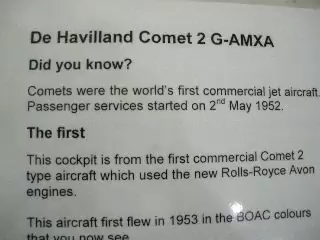 De Havilland Comet 2 G-AMXA
Did you know?
Comets were the world's first commercial jet aircraft.
Passenger services started on 2nd May 1952.
The first
This cockpit is from the first commercial Comet 2
type aircraft which used the new Rolls-Royce Avon
engines.
This aircraft first flew in 1953 in the BOAC colours
that you now see